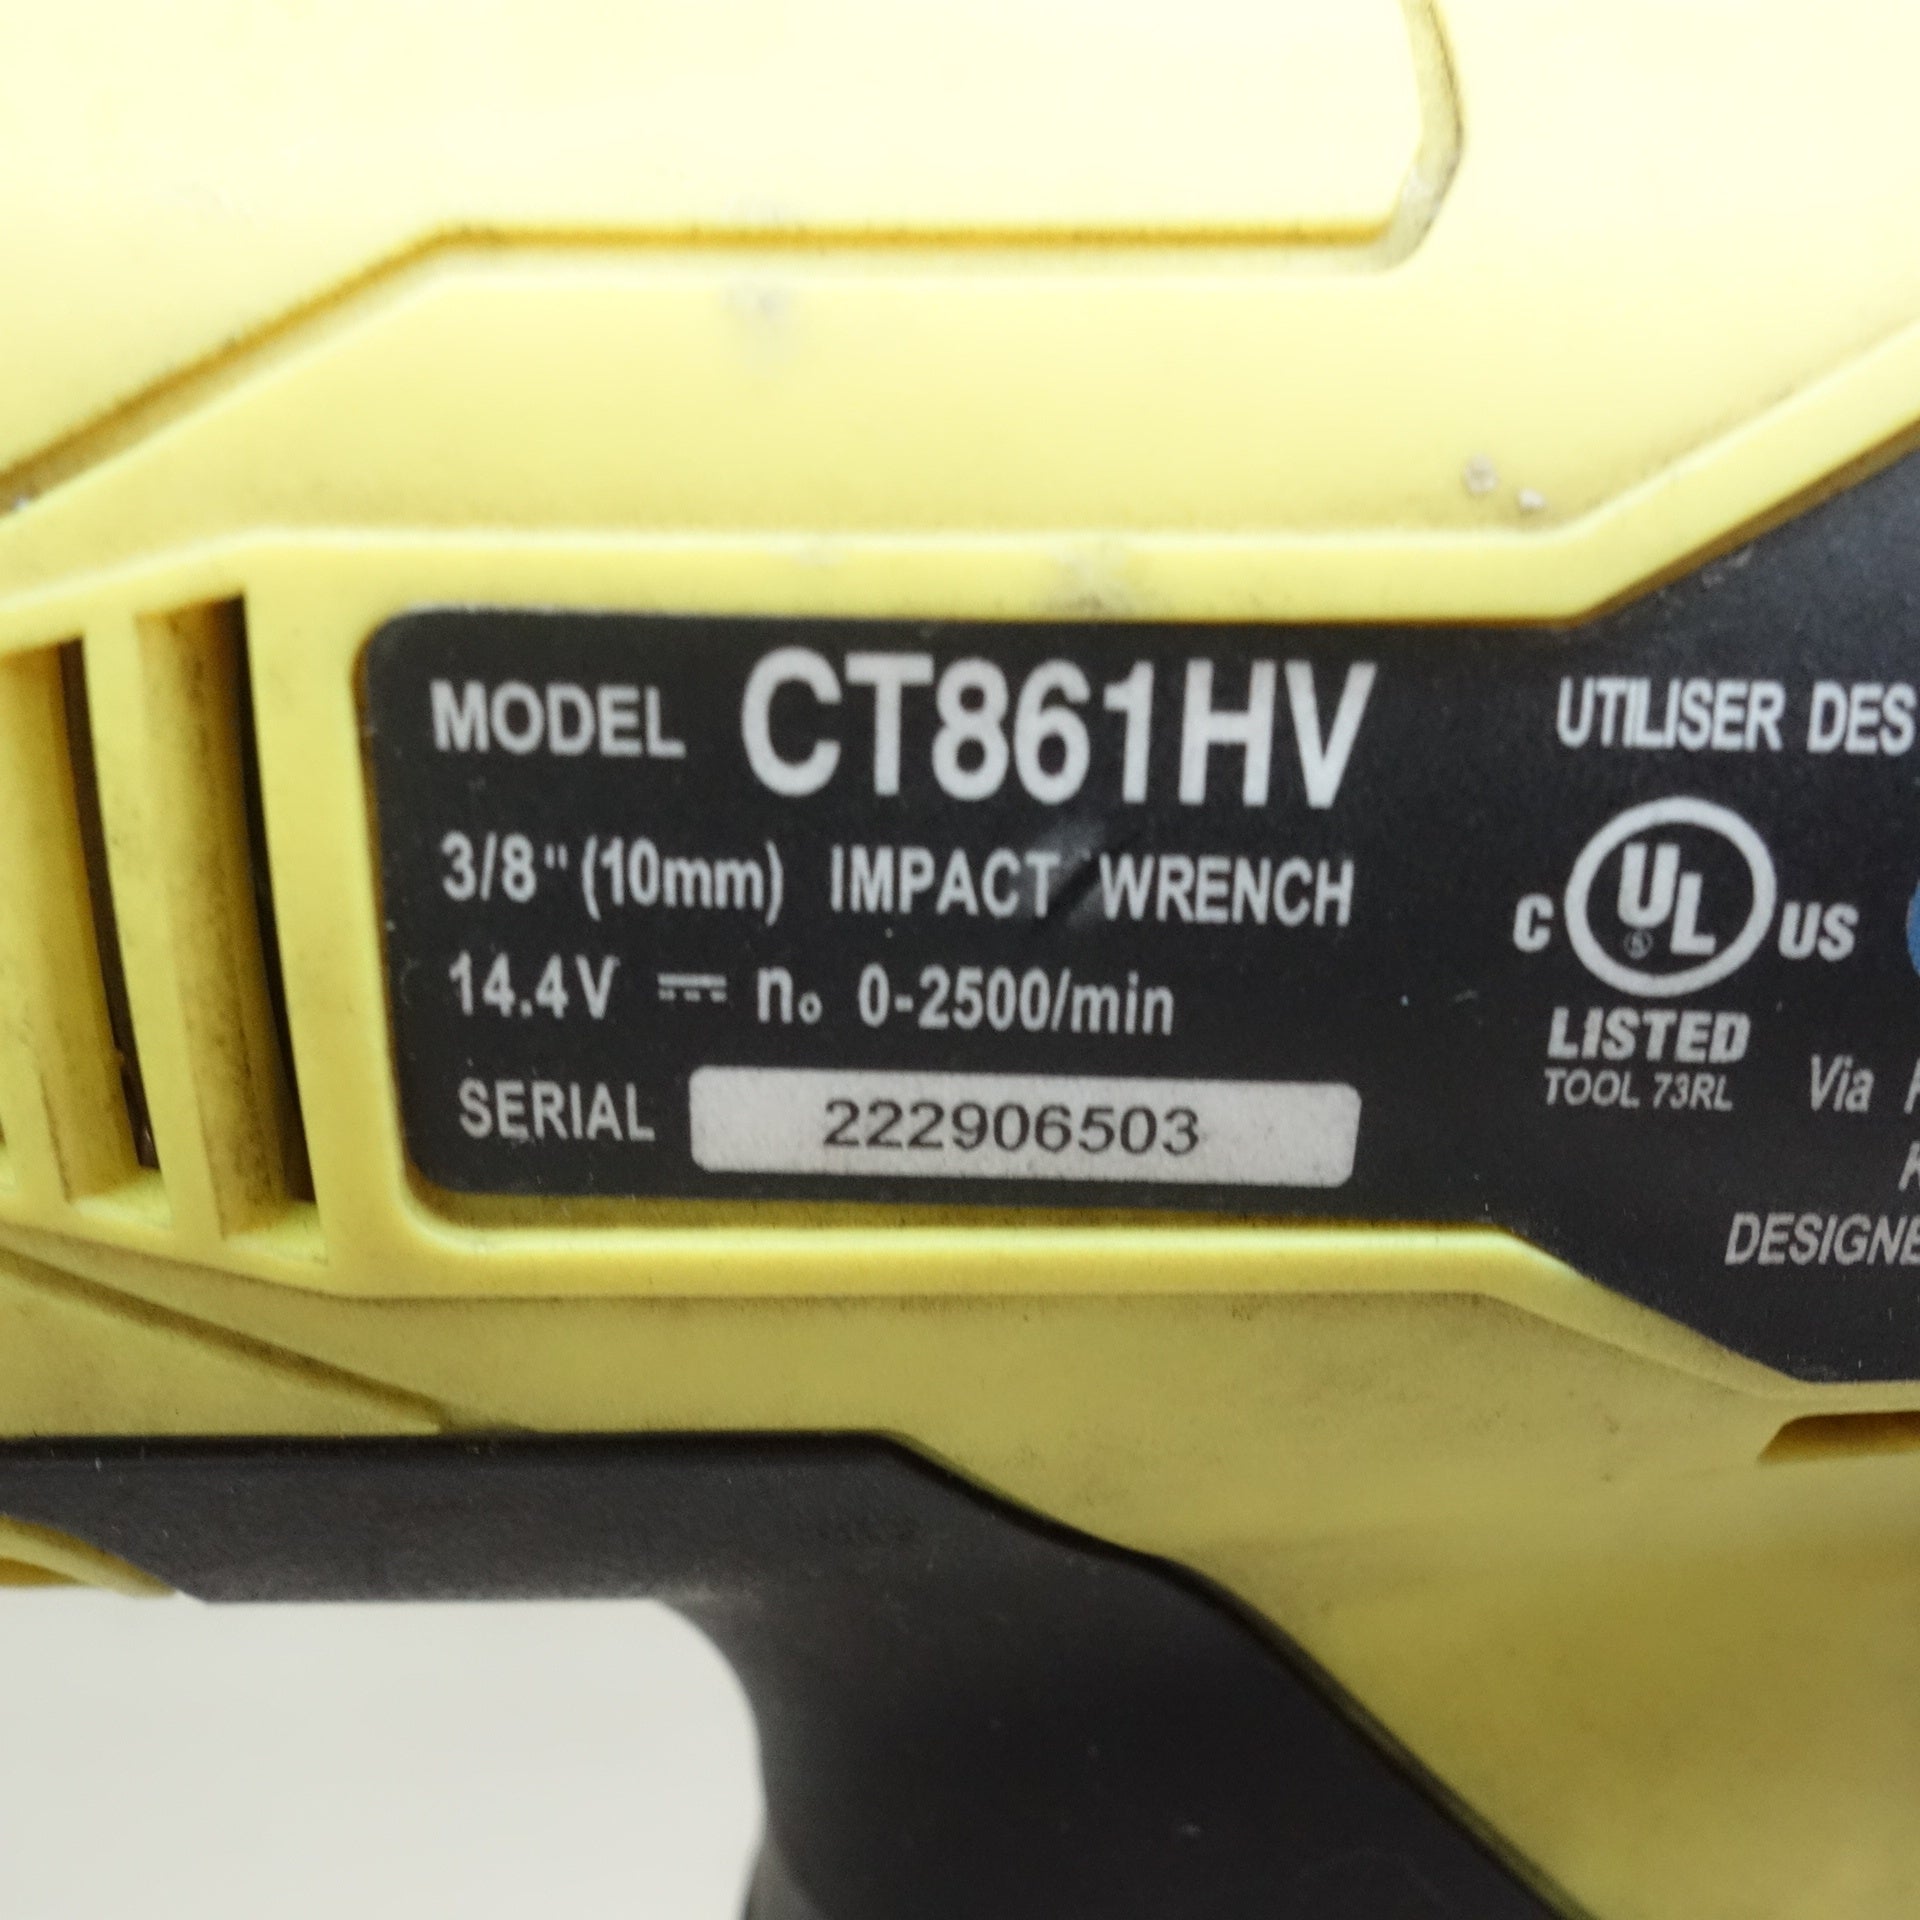 MODEL CT861HV
3/8" (10mm) IMPACT WRENCH
14.4V ⎓ n₀ 0-2500/min
SERIAL 222906503
UTILISER DES
C UL US
LISTED
TOOL 73RL
Via